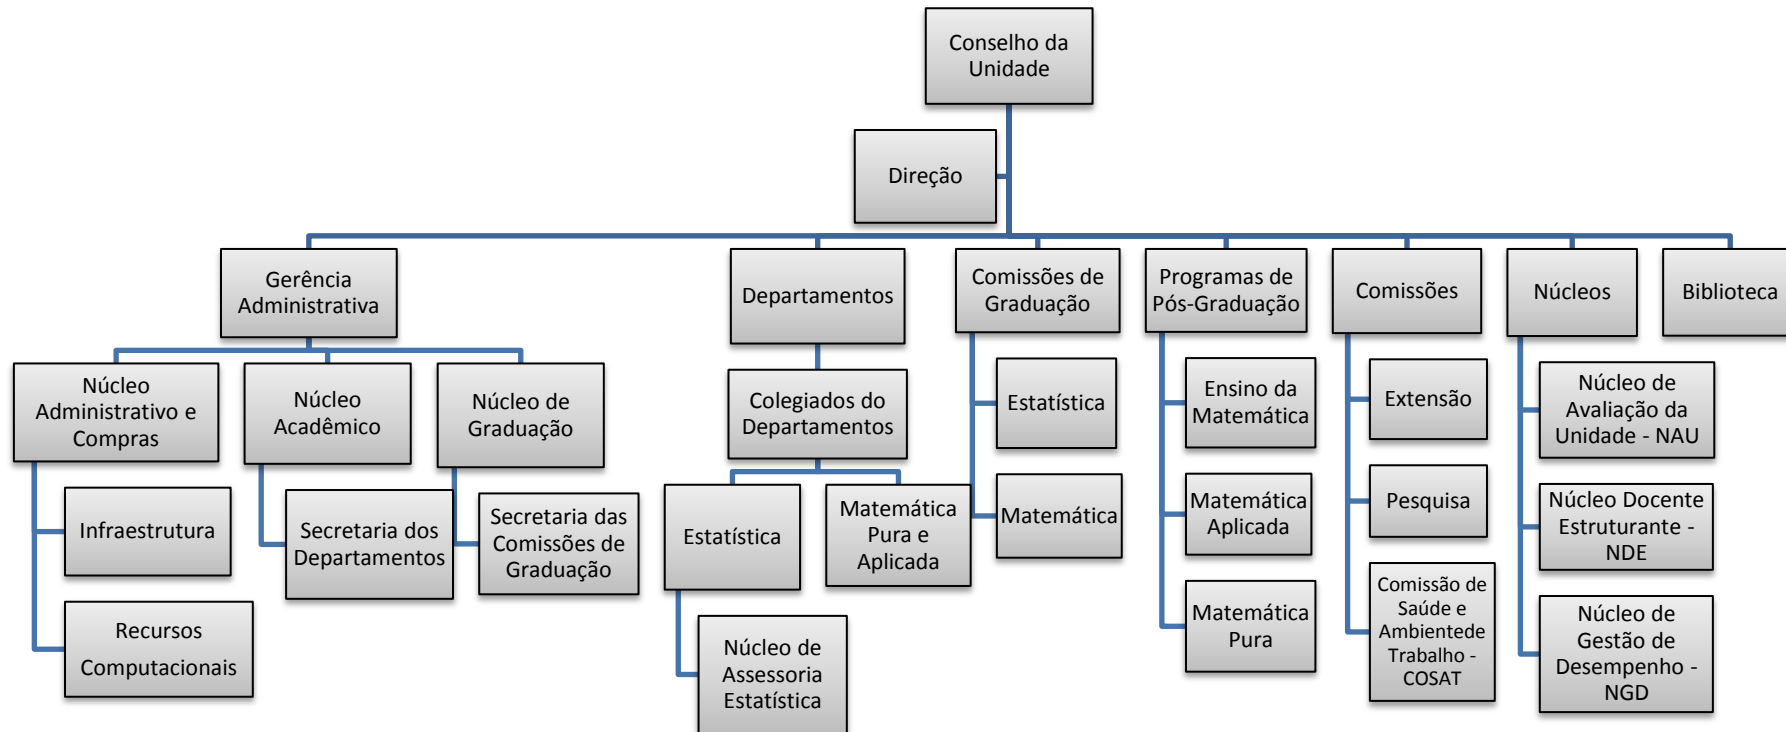 Conselho da
Unidade
Direção
Gerência
Administrativa
Departamentos
Comissões de
Graduação
Programas de
Pós-Graduação
Comissões
Núcleos
Biblioteca
Núcleo
Administrativo e
Compras
Núcleo
Acadêmico
Núcleo de
Graduação
Infraestrutura
Recursos
Computacionais
Secretaria dos
Departamentos
Secretaria das
Comissões de
Graduação
Colegiados do
Departamentos
Estatística
Matemática
Pura e
Aplicada
Núcleo de
Assessoria
Estatística
Estatística
Matemática
Ensino da
Matemática
Matemática
Aplicada
Matemática
Pura
Extensão
Pesquisa
Comissão de
Saúde e
Ambientede
Trabalho -
COSAT
Núcleo de
Avaliação da
Unidade - NAU
Núcleo Docente
Estruturante -
NDE
Núcleo de
Gestão de
Desempenho -
NGD